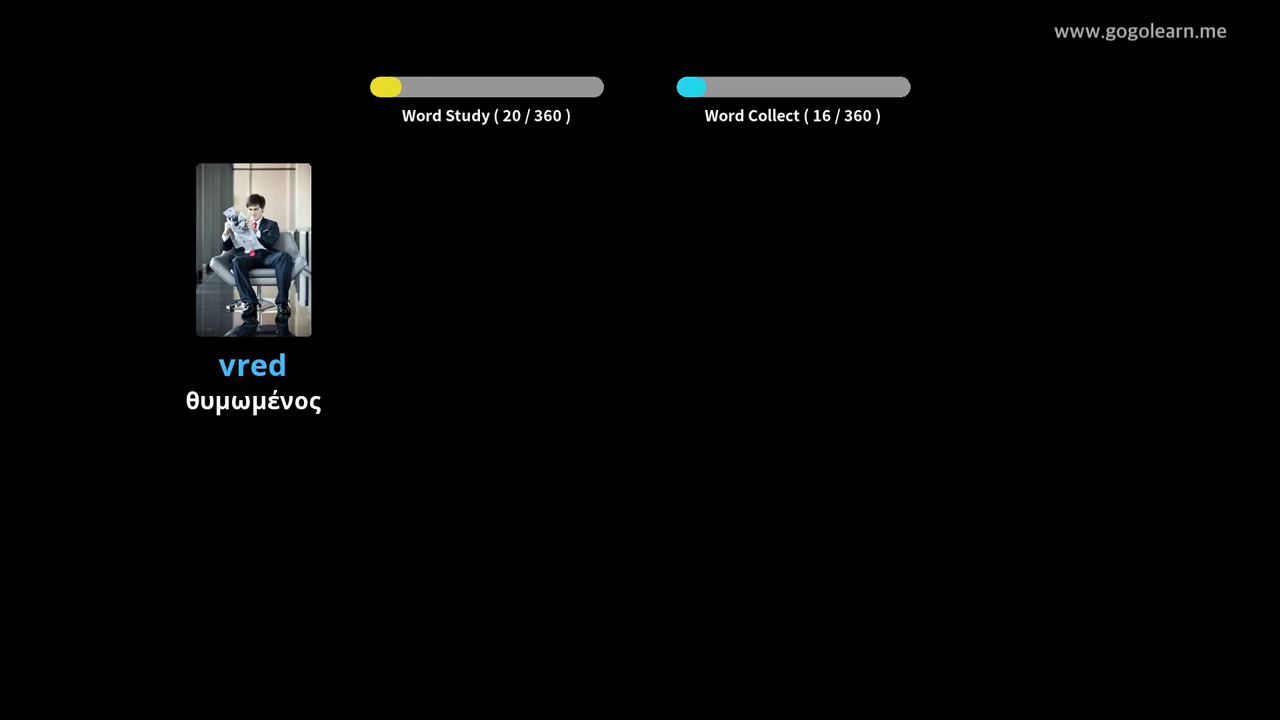 www.gogolearn.me
Word Study ( 20 / 360 )
Word Collect ( 16 / 360 )
vred
θυμωμένος